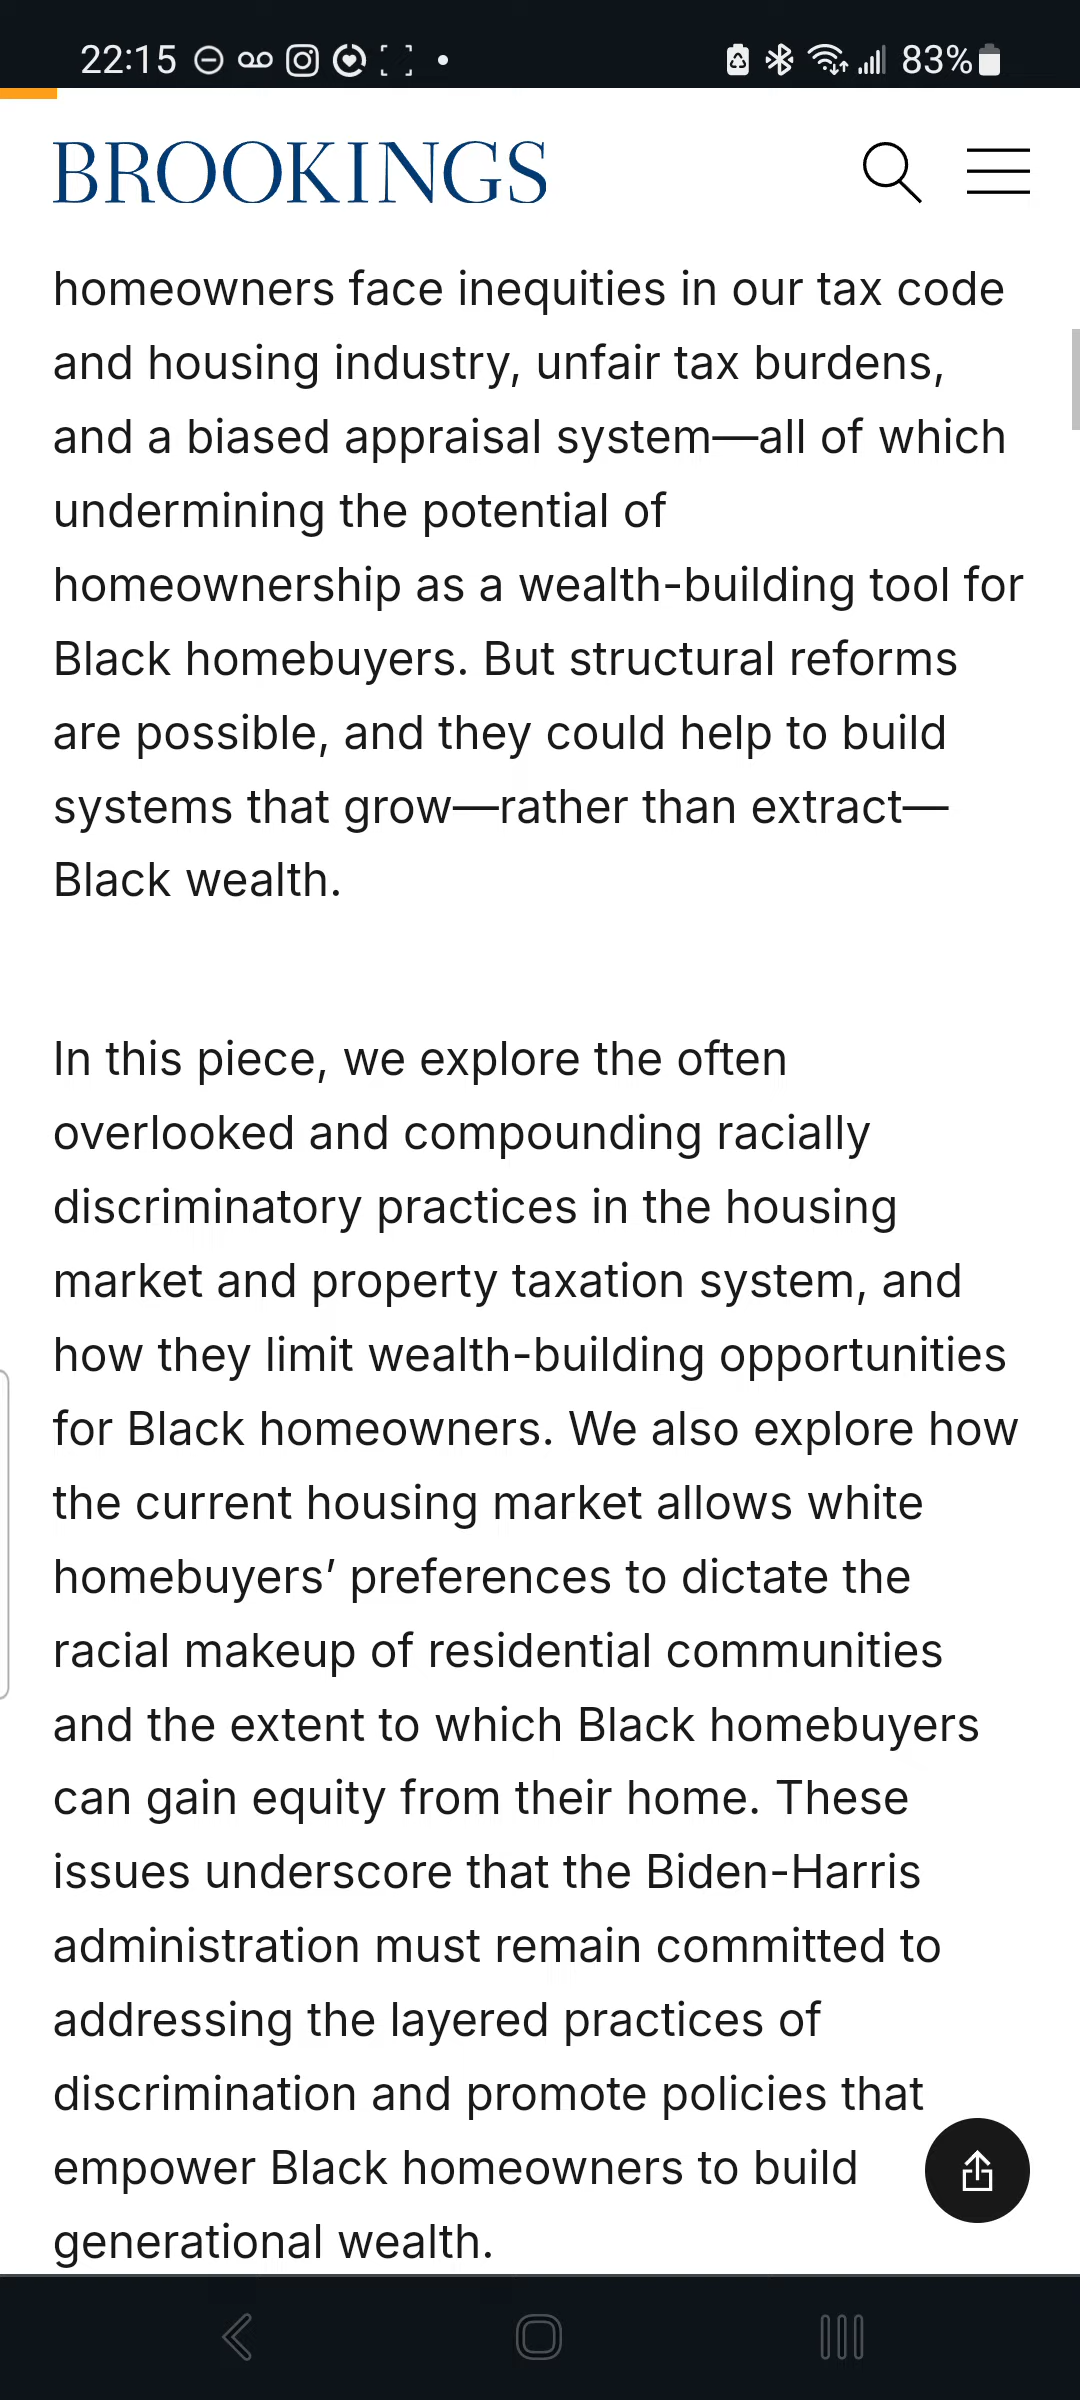 22:15 83%
BROOKINGS
homeowners face inequities in our tax code
and housing industry, unfair tax burdens,
and a biased appraisal system—all of which
undermining the potential of
homeownership as a wealth-building tool for
Black homebuyers. But structural reforms
are possible, and they could help to build
systems that grow—rather than extract—
Black wealth.
In this piece, we explore the often
overlooked and compounding racially
discriminatory practices in the housing
market and property taxation system, and
how they limit wealth-building opportunities
for Black homeowners. We also explore how
the current housing market allows white
homebuyers’ preferences to dictate the
racial makeup of residential communities
and the extent to which Black homebuyers
can gain equity from their home. These
issues underscore that the Biden-Harris
administration must remain committed to
addressing the layered practices of
discrimination and promote policies that
empower Black homeowners to build
generational wealth.